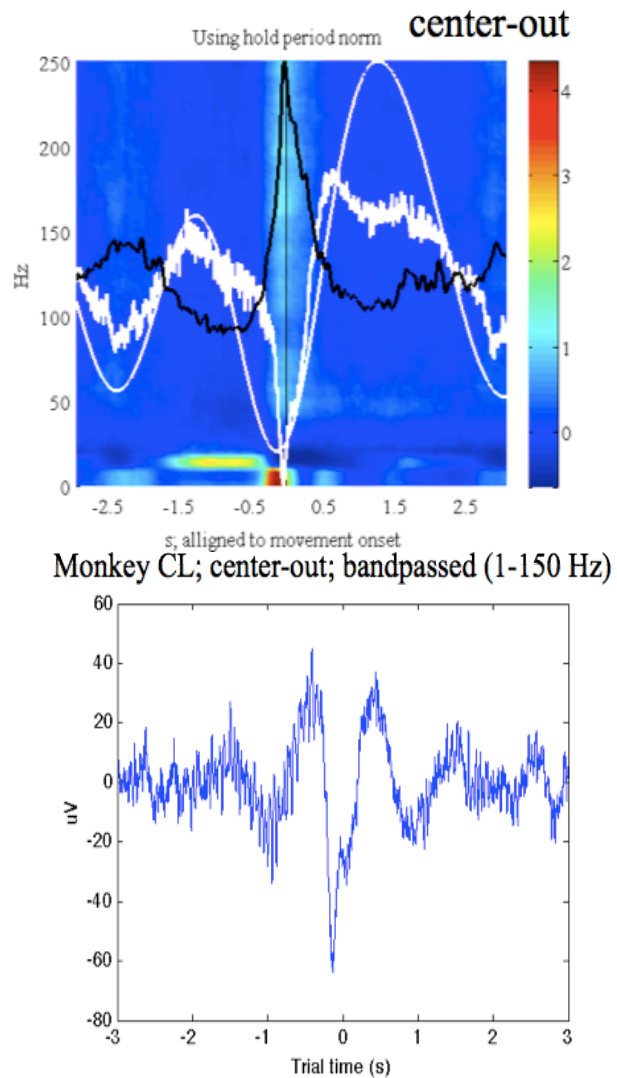 center-out
Using hold period norm
250
200
150
100
50
0
Hz
-2.5 -1.5 0 0.5 1.5 2.5
4
3
2
1
0
s; alligned to movement onset
Monkey CL; center-out; bandpassed (1-150 Hz)
60
40
20
0
-20
-40
-60
-80
uV
-3 -2 -1 0 1 2 3
Trial time (s)